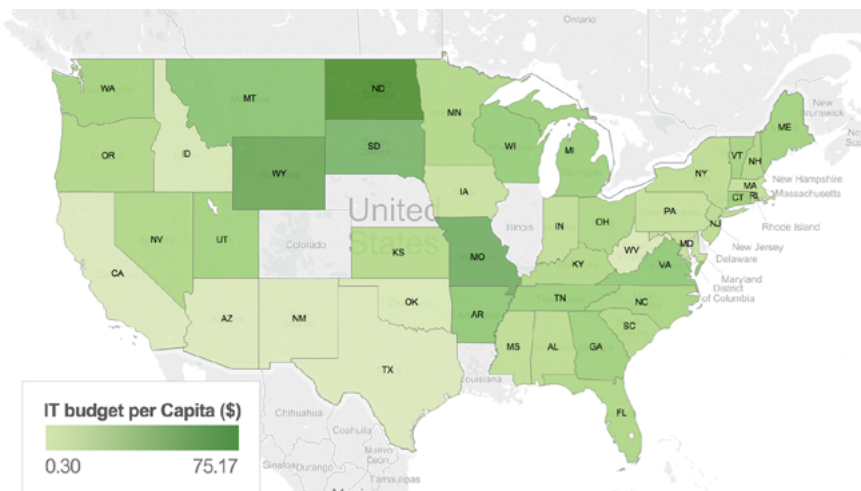 Ontario
WA
MT
ND
MN
ME
New
Brunswick
OR
ID
SD
WI
MI
VT
NH
WY
NY
New Hampshire
MA
Massachusetts
IA
CT
RI
United
States
PA
Rhode Island
NV
UT
Colorado
Illinois
IN
OH
NJ
New Jersey
CA
KS
MO
WV
MD
Delaware
KY
VA
Maryland
District
of Columbia
AZ
NM
OK
AR
TN
NC
SC
MS
AL
GA
TX
Louisiana
FL
IT budget per Capita ($)
0.30 75.17
Chihuahua
Coahuila
Nuevo
León
Sinaloa
Durango
Tamaulipas